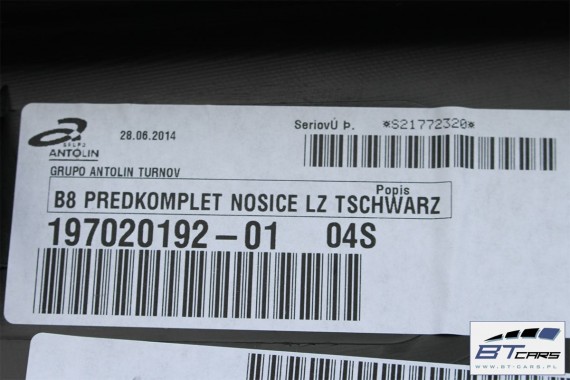 GRUPO
ANTOLIN
28.06.2014
SeriovÚ Þ. *S21772320*
GRUPO ANTOLIN TURNOV
Popis
B8 PREDKOMPLET NOSICE LZ TSCHWARZ
197020192-01 04S
BTCARS
WWW.BT-CARS.PL